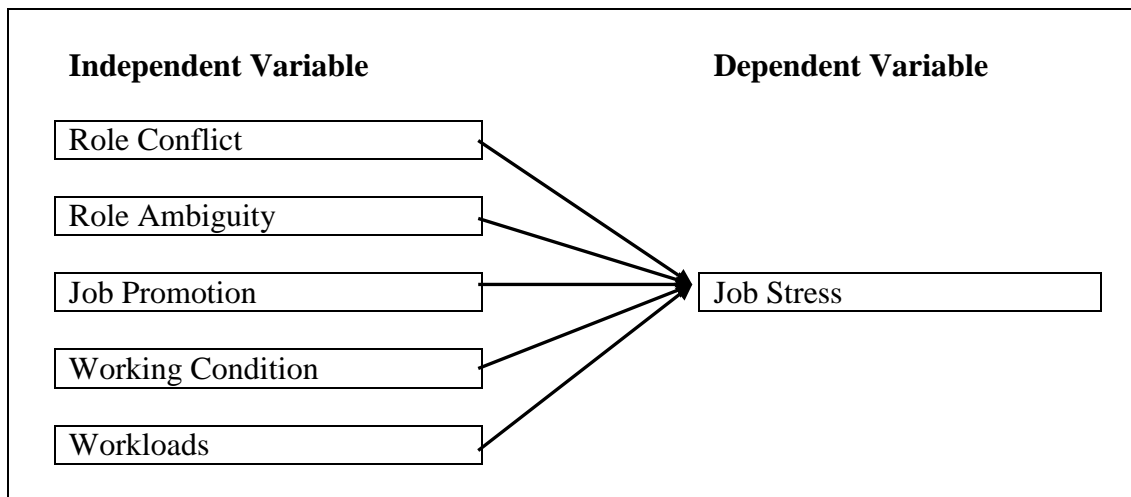 Independent Variable
Dependent Variable
Role Conflict
Role Ambiguity
Job Promotion
Job Stress
Working Condition
Workloads